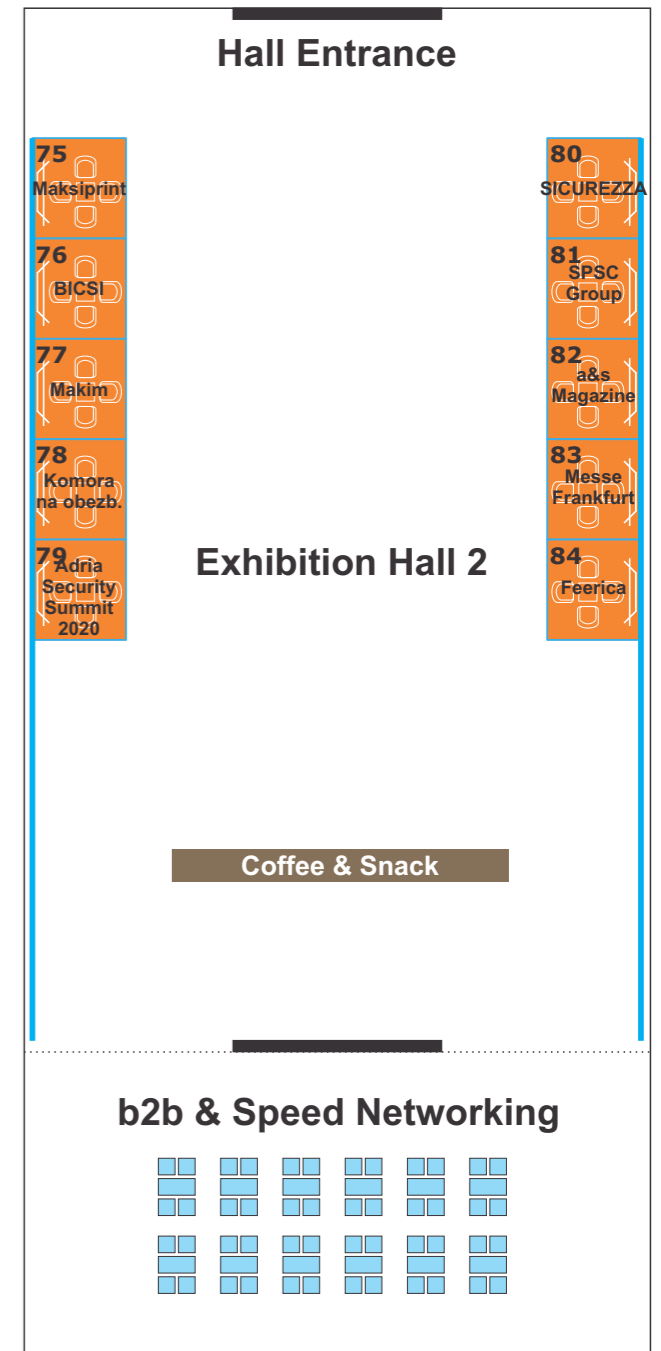 Hall Entrance
75
Maksiprint
76
BICSI
77
Makim
78
Komora
na obezb.
79
Adria
Security
Summit
2020
80
SICUREZZA
81
SPSC
Group
82
a&s
Magazine
83
Messe
Frankfurt
84
Feerica
Exhibition Hall 2
Coffee & Snack
b2b & Speed Networking